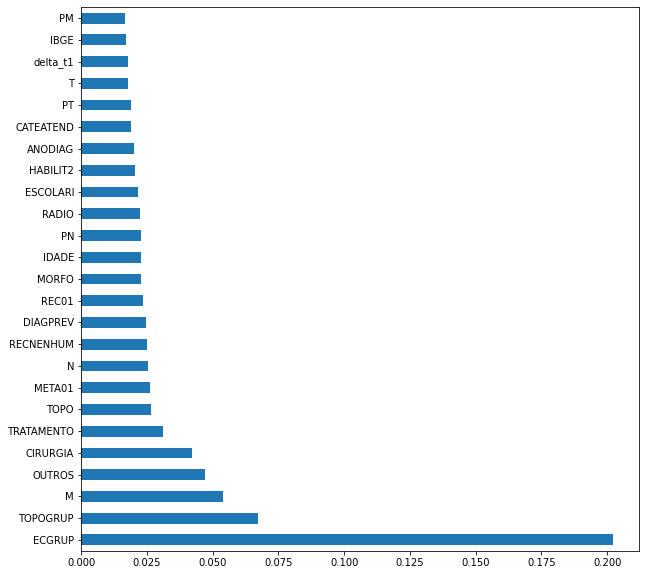 PM
IBGE
delta_t1
T
PT
CATEATEND
ANODIAG
HABILIT2
ESCOLARI
RADIO
PN
IDADE
MORFO
REC01
DIAGPREV
RECNENHUM
N
META01
TOPO
TRATAMENTO
CIRURGIA
OUTROS
M
TOPOGRUP
ECGRUP
0.000 0.025 0.050 0.075 0.100 0.125 0.150 0.175 0.200